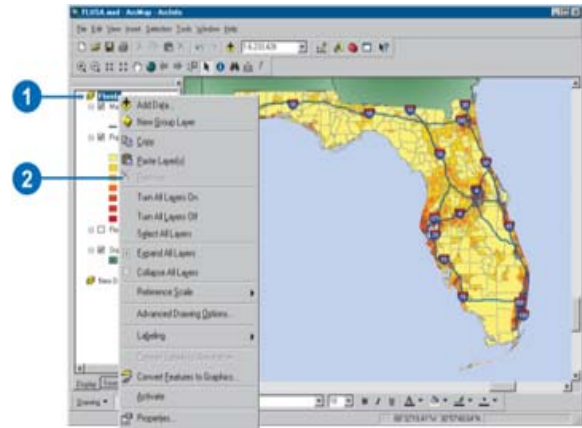 FLUSA.mxd - ArcMap - ArcInfo
File Edit View Insert Selection Tools Window Help
1
Florida
Add Data...
New Group Layer
Copy
Paste Layer(s)
2
Remove
Turn All Layers On
Turn All Layers Off
Select All Layers
Expand All Layers
Collapse All Layers
Reference Scale
Advanced Drawing Options...
Labeling
Convert Labels to Annotation...
Convert Features to Graphics...
Activate
Properties...
Display
Drawing
10
B I U A